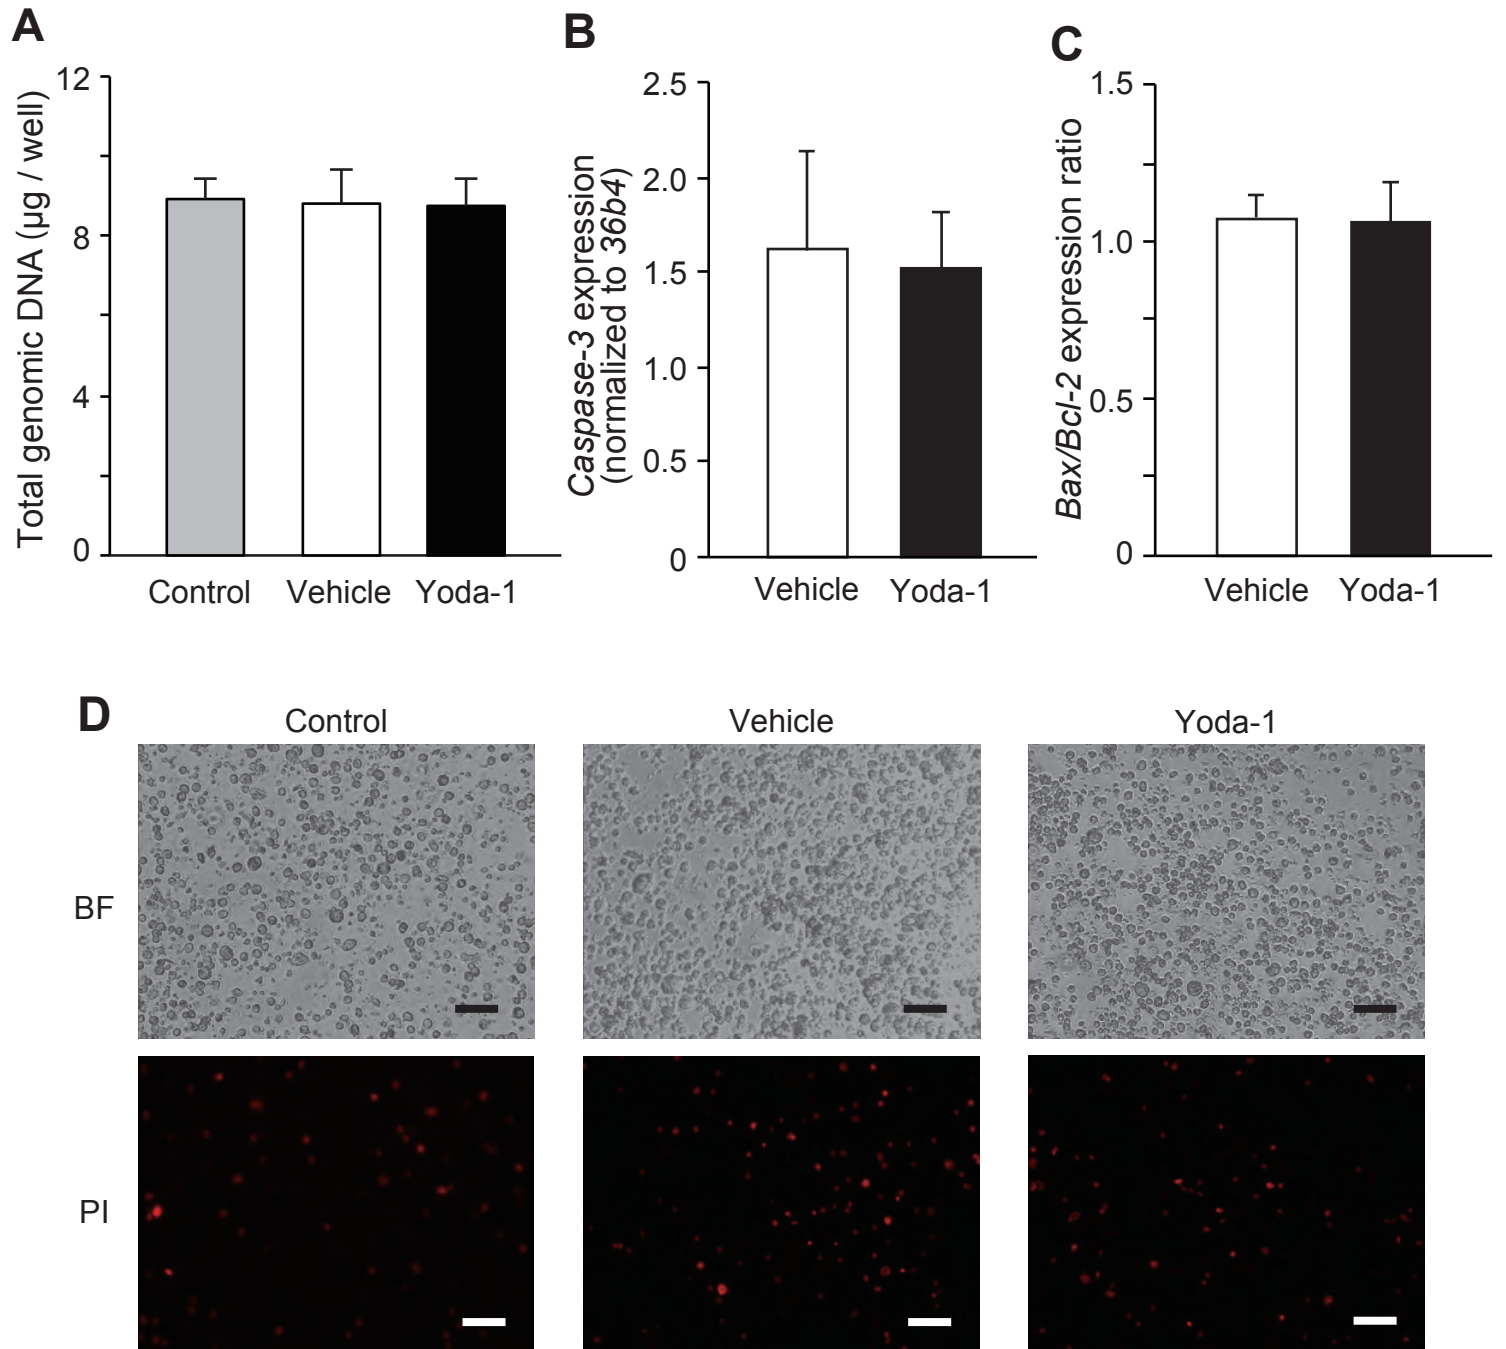 A
Total genomic DNA (µg / well)
12
8
4
0
Control Vehicle Yoda-1
B
Caspase-3 expression
(normalized to 36b4)
2.5
2.0
1.5
1.0
0.5
0
Vehicle Yoda-1
C
Bax/Bcl-2 expression ratio
1.5
1.0
0.5
0
Vehicle Yoda-1
D
Control Vehicle Yoda-1
BF
PI